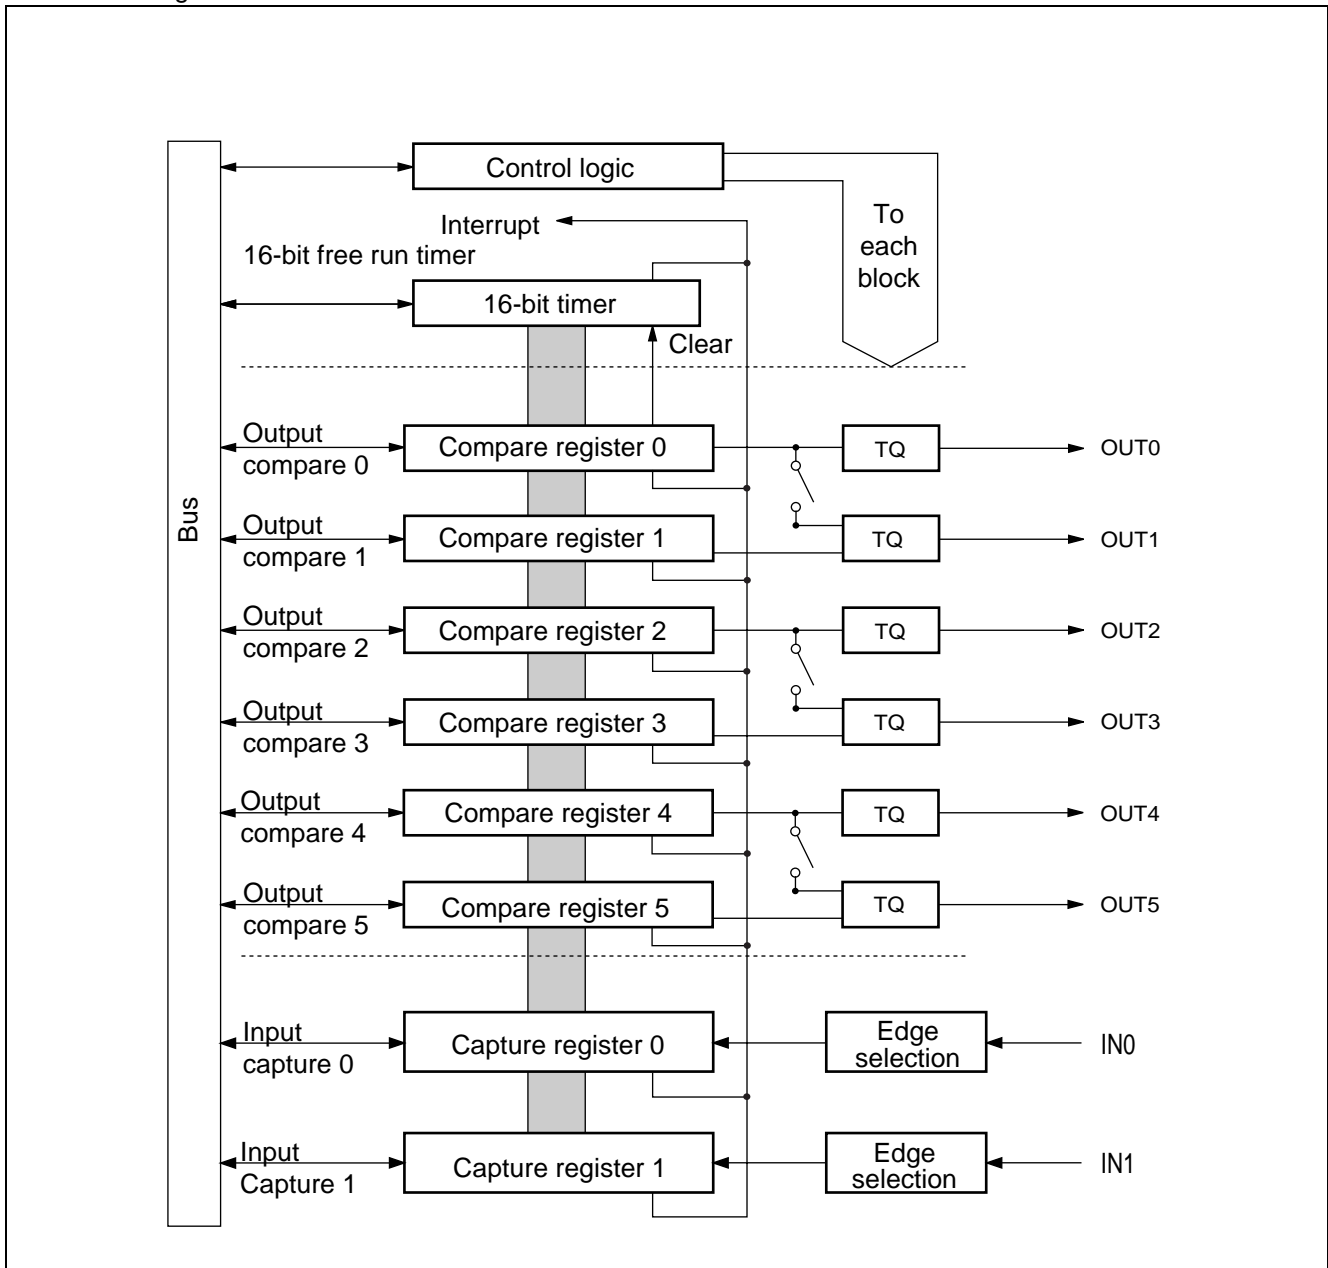 Control logic
To
each
block
Interrupt
16-bit free run timer
16-bit timer
Clear
Bus
Output
compare 0
Compare register 0
TQ
OUT0
Output
compare 1
Compare register 1
TQ
OUT1
Output
compare 2
Compare register 2
TQ
OUT2
Output
compare 3
Compare register 3
TQ
OUT3
Output
compare 4
Compare register 4
TQ
OUT4
Output
compare 5
Compare register 5
TQ
OUT5
Input
capture 0
Capture register 0
Edge
selection
IN0
Input
Capture 1
Capture register 1
Edge
selection
IN1